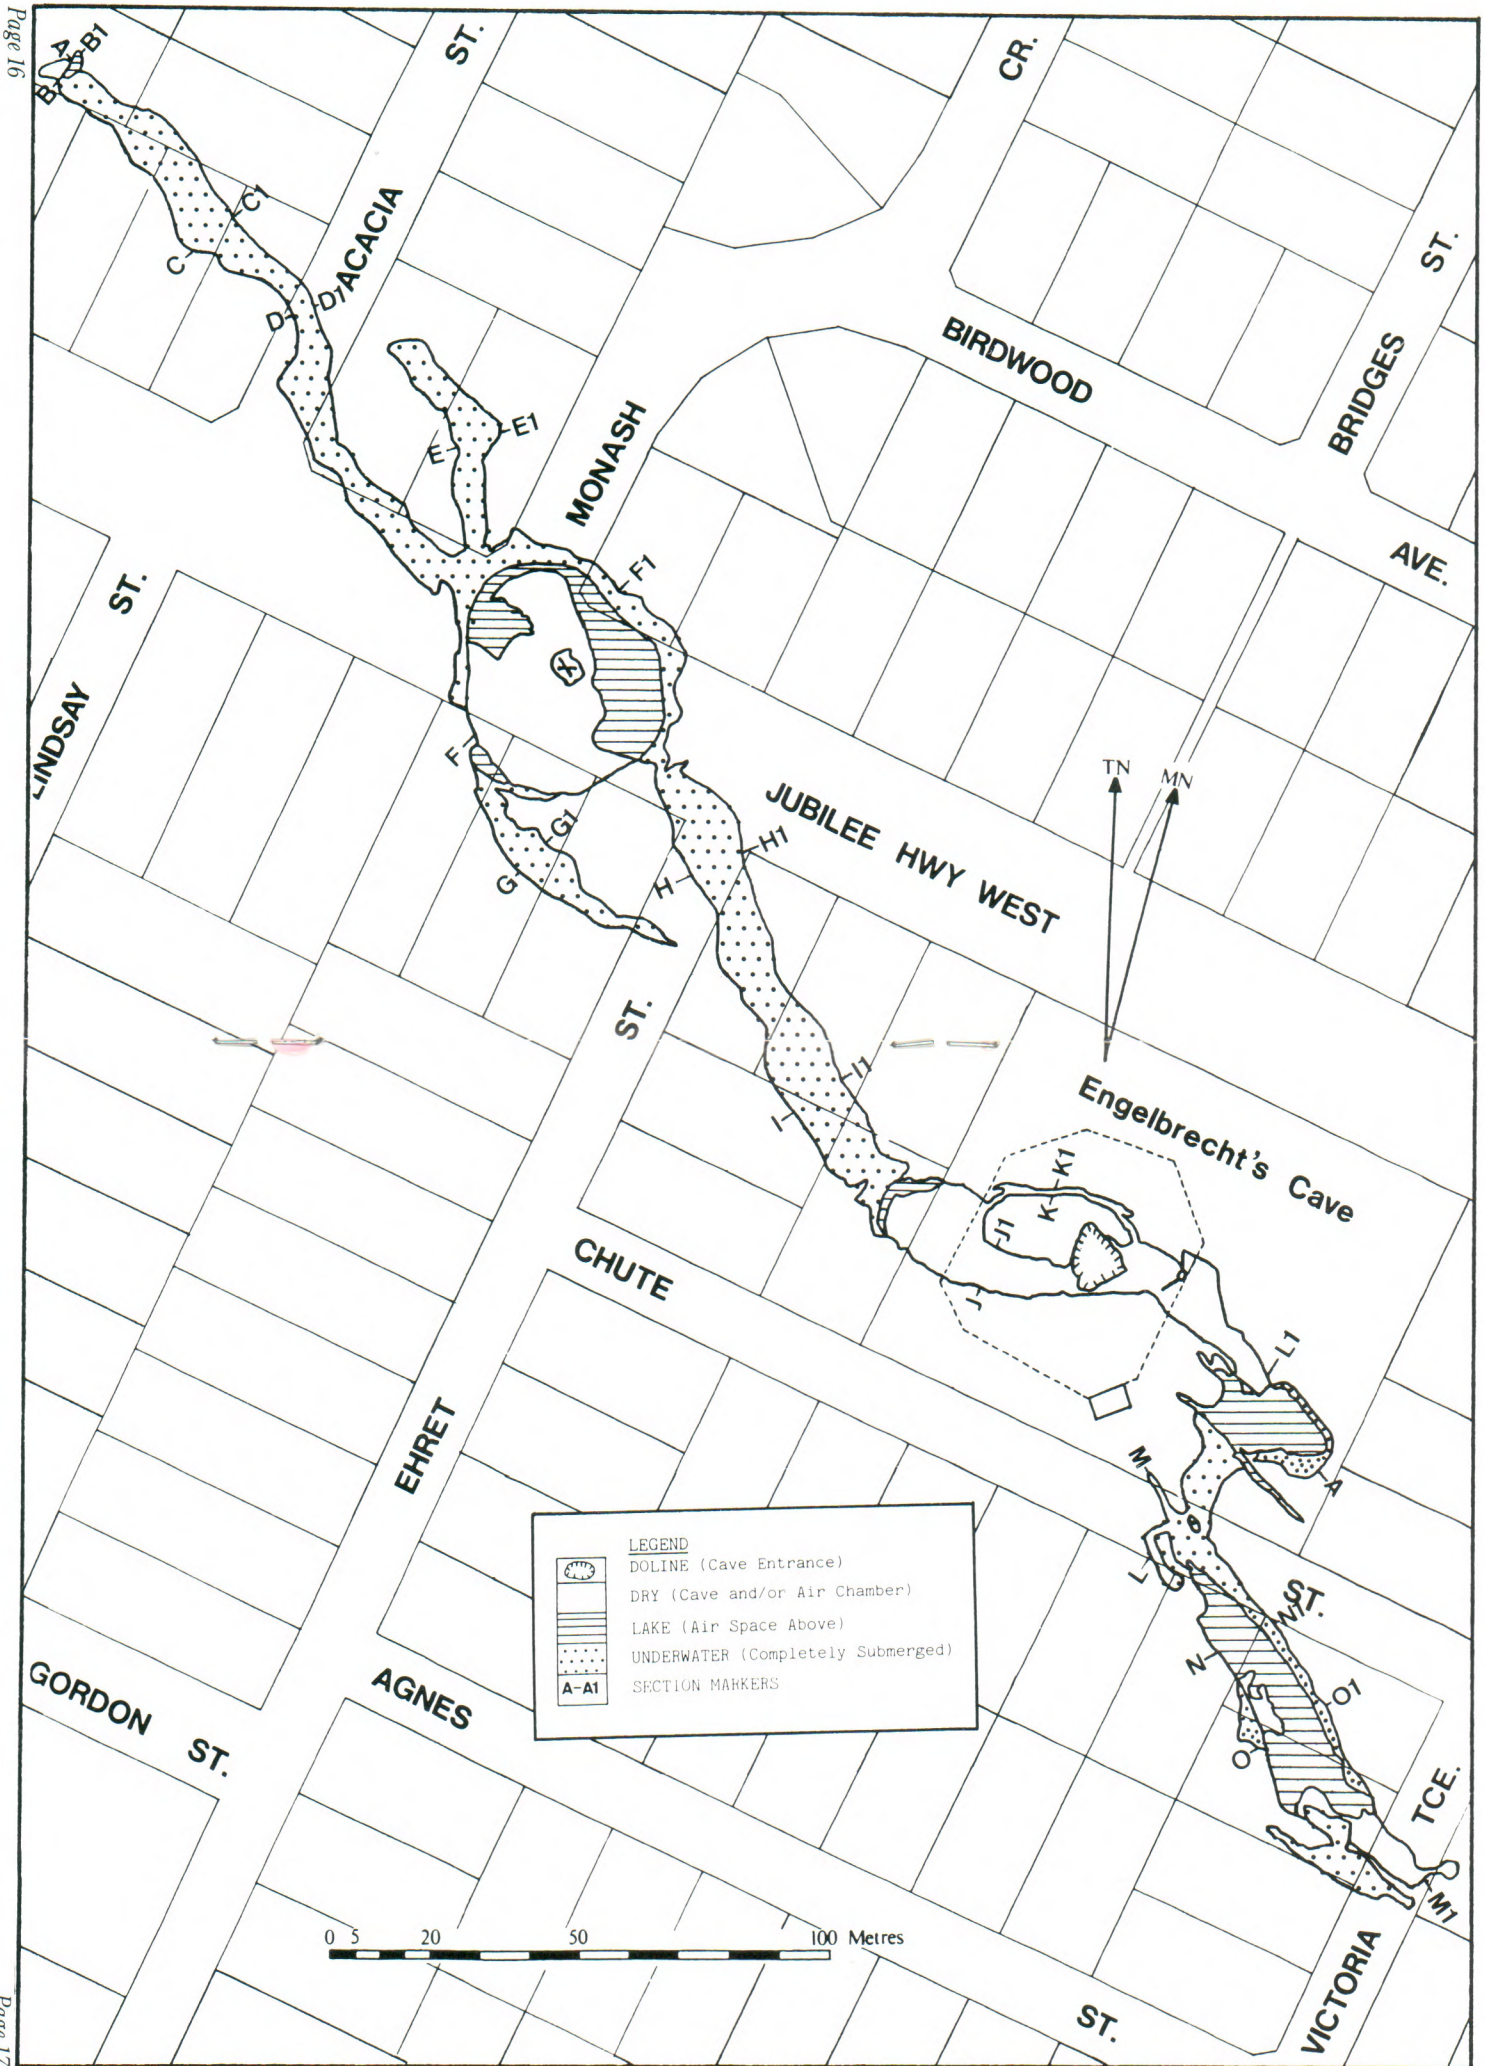 Page 16
A
B1
B
ST.
CR.
C1
C
ACACIA
D1
D
ST.
BIRDWOOD
BRIDGES
E1
E
MONASH
AVE.
ST.
F1
LINDSAY
X
F
TN
MN
JUBILEE HWY WEST
G1
G
H1
H
ST.
I1
I
Engelbrecht's Cave
K1
K
J1
J
CHUTE
L1
EHRET
M
A
L
ST.
N1
N
O1
O
LEGEND
DOLINE (Cave Entrance)
DRY (Cave and/or Air Chamber)
LAKE (Air Space Above)
UNDERWATER (Completely Submerged)
A-A1 SECTION MARKERS
GORDON ST.
AGNES
TCE.
M1
0 5 20 50 100 Metres
VICTORIA
ST.
Page 17